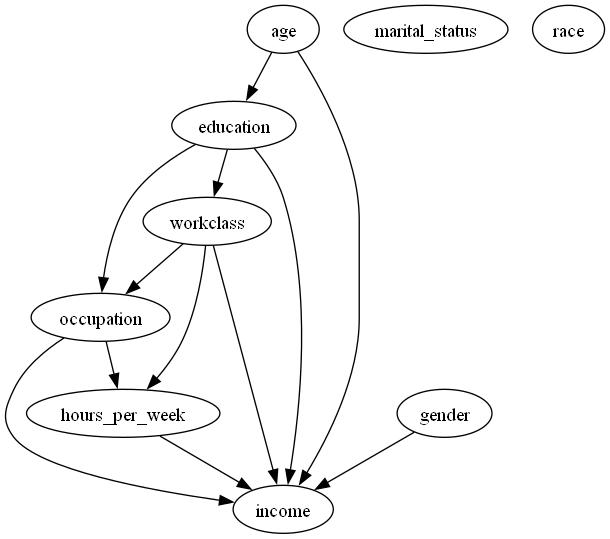 age
marital_status
race
education
workclass
occupation
hours_per_week
gender
income